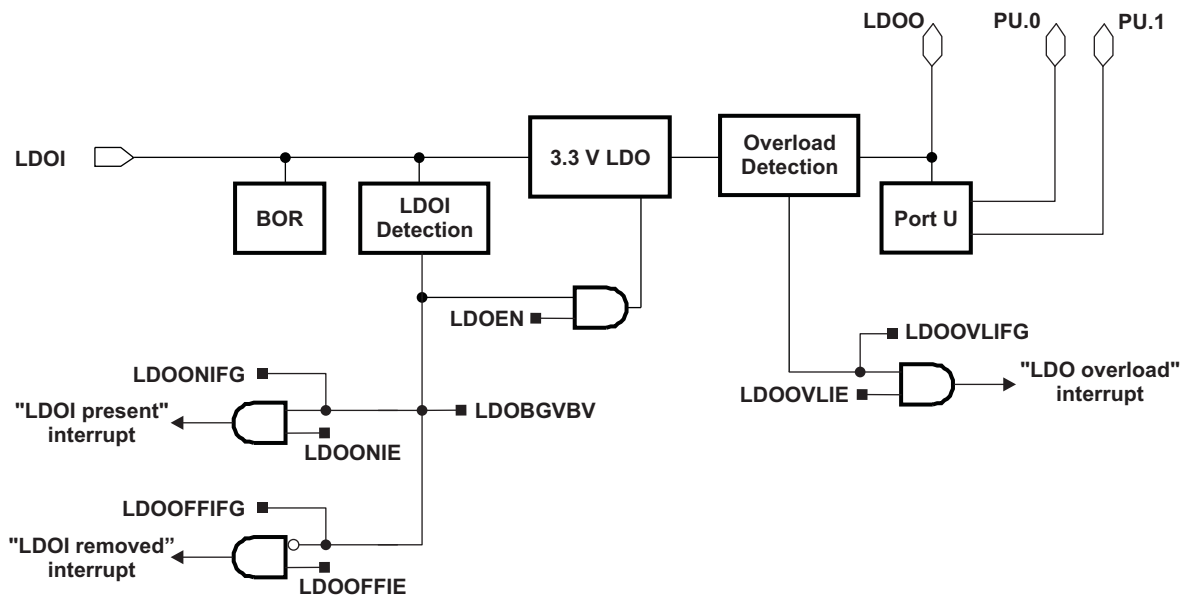 LDOO
PU.0
PU.1
LDOI
3.3 V LDO
Overload
Detection
BOR
LDOI
Detection
Port U
LDOEN
LDOOVLIFG
LDOONIFG
"LDO overload"
interrupt
LDOOVLIE
"LDOI present"
interrupt
LDOBGVBV
LDOONIE
LDOOFFIFG
"LDOI removed”
interrupt
LDOOFFIE